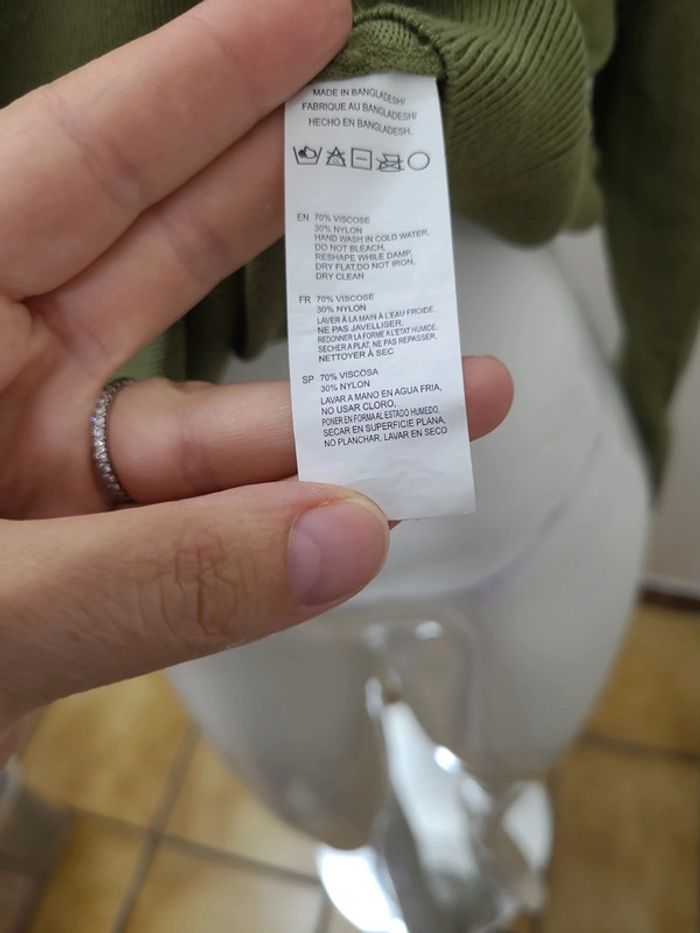 MADE IN BANGLADESH/
FABRIQUE AU BANGLADESH/
HECHO EN BANGLADESH.
EN 70% VISCOSE
30% NYLON
HAND WASH IN COLD WATER,
DO NOT BLEACH,
RESHAPE WHILE DAMP,
DRY FLAT,DO NOT IRON,
DRY CLEAN
FR 70% VISCOSE
30% NYLON
LAVER À LA MAIN À L'EAU FROIDE,
NE PAS JAVELLISER,
REDONNER LA FORME A L'ETAT HUMIDE,
SECHER A PLAT, NE PAS REPASSER,
NETTOYER À SEC
SP 70% VISCOSA
30% NYLON
LAVAR A MANO EN AGUA FRIA,
NO USAR CLORO,
PONER EN FORMA AL ESTADO HUMEDO,
SECAR EN SUPERFICIE PLANA,
NO PLANCHAR, LAVAR EN SECO